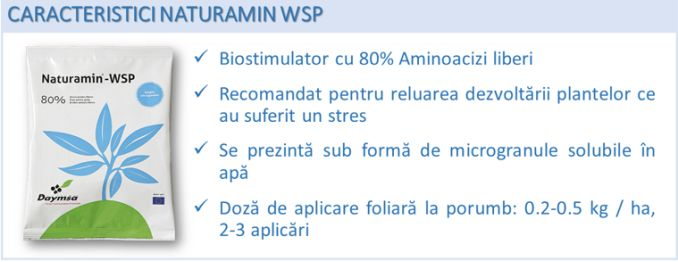 CARACTERISTICI NATURAMIN WSP
Naturamin®-WSP
80%
Daymsa
✓ Biostimulator cu 80% Aminoacizi liberi
✓ Recomandat pentru reluarea dezvoltării plantelor ce
au suferit un stres
✓ Se prezintă sub formă de microgranule solubile în
apă
✓ Doză de aplicare foliară la porumb: 0.2-0.5 kg / ha,
2-3 aplicări